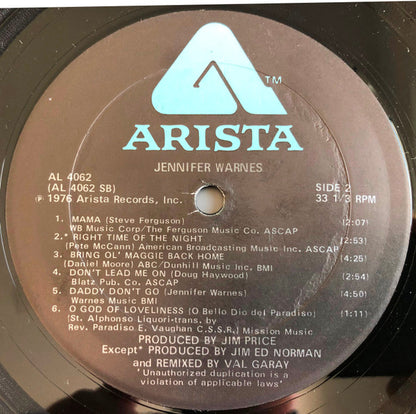 TM
ARISTA
JENNIFER WARNES
AL 4062
(AL 4062 SB)
℗ 1976 Arista Records, Inc.
SIDE 2
33 1/3 RPM
1. MAMA (Steve Ferguson) (2:07)
WB Music Corp/The Ferguson Music Co. ASCAP
2.* RIGHT TIME OF THE NIGHT (2:53)
(Pete McCann) American Broadcasting Music Inc. ASCAP
3. BRING OL' MAGGIE BACK HOME (4:25)
(Daniel Moore) ABC/Dunhill Music Inc. BMI
4. DON'T LEAD ME ON (Doug Haywood) (2:54)
Blatz Pub. Co. ASCAP
5. DADDY DON'T GO (Jennifer Warnes) (4:50)
Warnes Music BMI
6. O GOD OF LOVELINESS (O Bello Dio del Paradiso) (1:11)
(St. Alphonso Liquori-trans. by
Rev. Paradiso E. Vaughan C.S.S.R.) Mission Music
PRODUCED BY JIM PRICE
Except* PRODUCED BY JIM ED NORMAN
and REMIXED BY VAL GARAY
'Unauthorized duplication is a
violation of applicable laws'